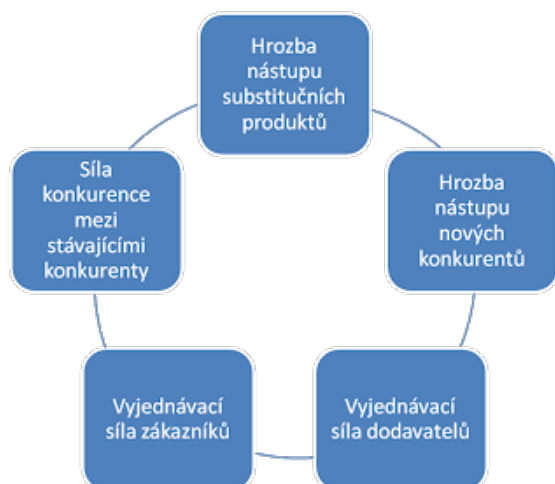 Hrozba
nástupu
substitučních
produktů
Síla
konkurence
mezi
stávajícími
konkurenty
Hrozba
nástupu
nových
konkurentů
Vyjednávací
síla zákazníků
Vyjednávací
síla dodavatelů